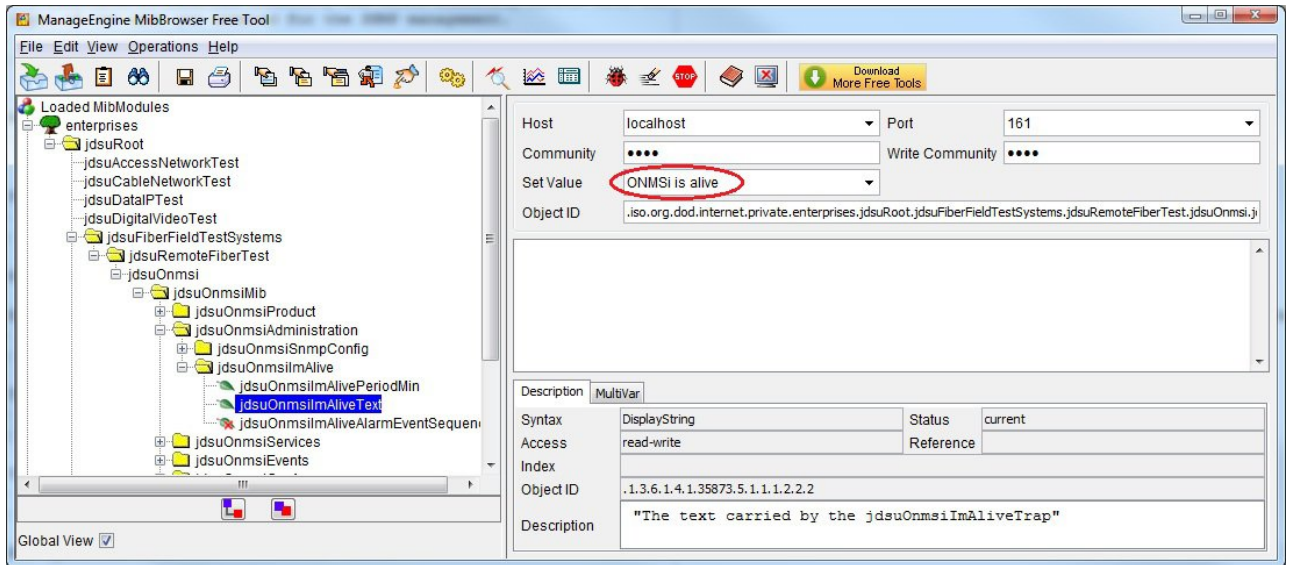 ManageEngine MibBrowser Free Tool
File Edit View Operations Help
STOP
Download
More Free Tools
Loaded MibModules
enterprises
jdsuRoot
jdsuAccessNetworkTest
jdsuCableNetworkTest
jdsuDataIPTest
jdsuDigitalVideoTest
jdsuFiberFieldTestSystems
jdsuRemoteFiberTest
jdsuOnmsi
jdsuOnmsiMib
jdsuOnmsiProduct
jdsuOnmsiAdministration
jdsuOnmsiSnmpConfig
jdsuOnmsiImAlive
jdsuOnmsiImAlivePeriodMin
jdsuOnmsiImAliveText
jdsuOnmsiImAliveAlarmEventSequen
jdsuOnmsiServices
jdsuOnmsiEvents
Global View
Host localhost Port 161
Community •••• Write Community ••••
Set Value ONMSi is alive
Object ID .iso.org.dod.internet.private.enterprises.jdsuRoot.jdsuFiberFieldTestSystems.jdsuRemoteFiberTest.jdsuOnmsi.j
Description MultiVar
Syntax DisplayString Status current
Access read-write Reference
Index
Object ID .1.3.6.1.4.1.35873.5.1.1.1.2.2.2
Description "The text carried by the jdsuOnmsiImAliveTrap"